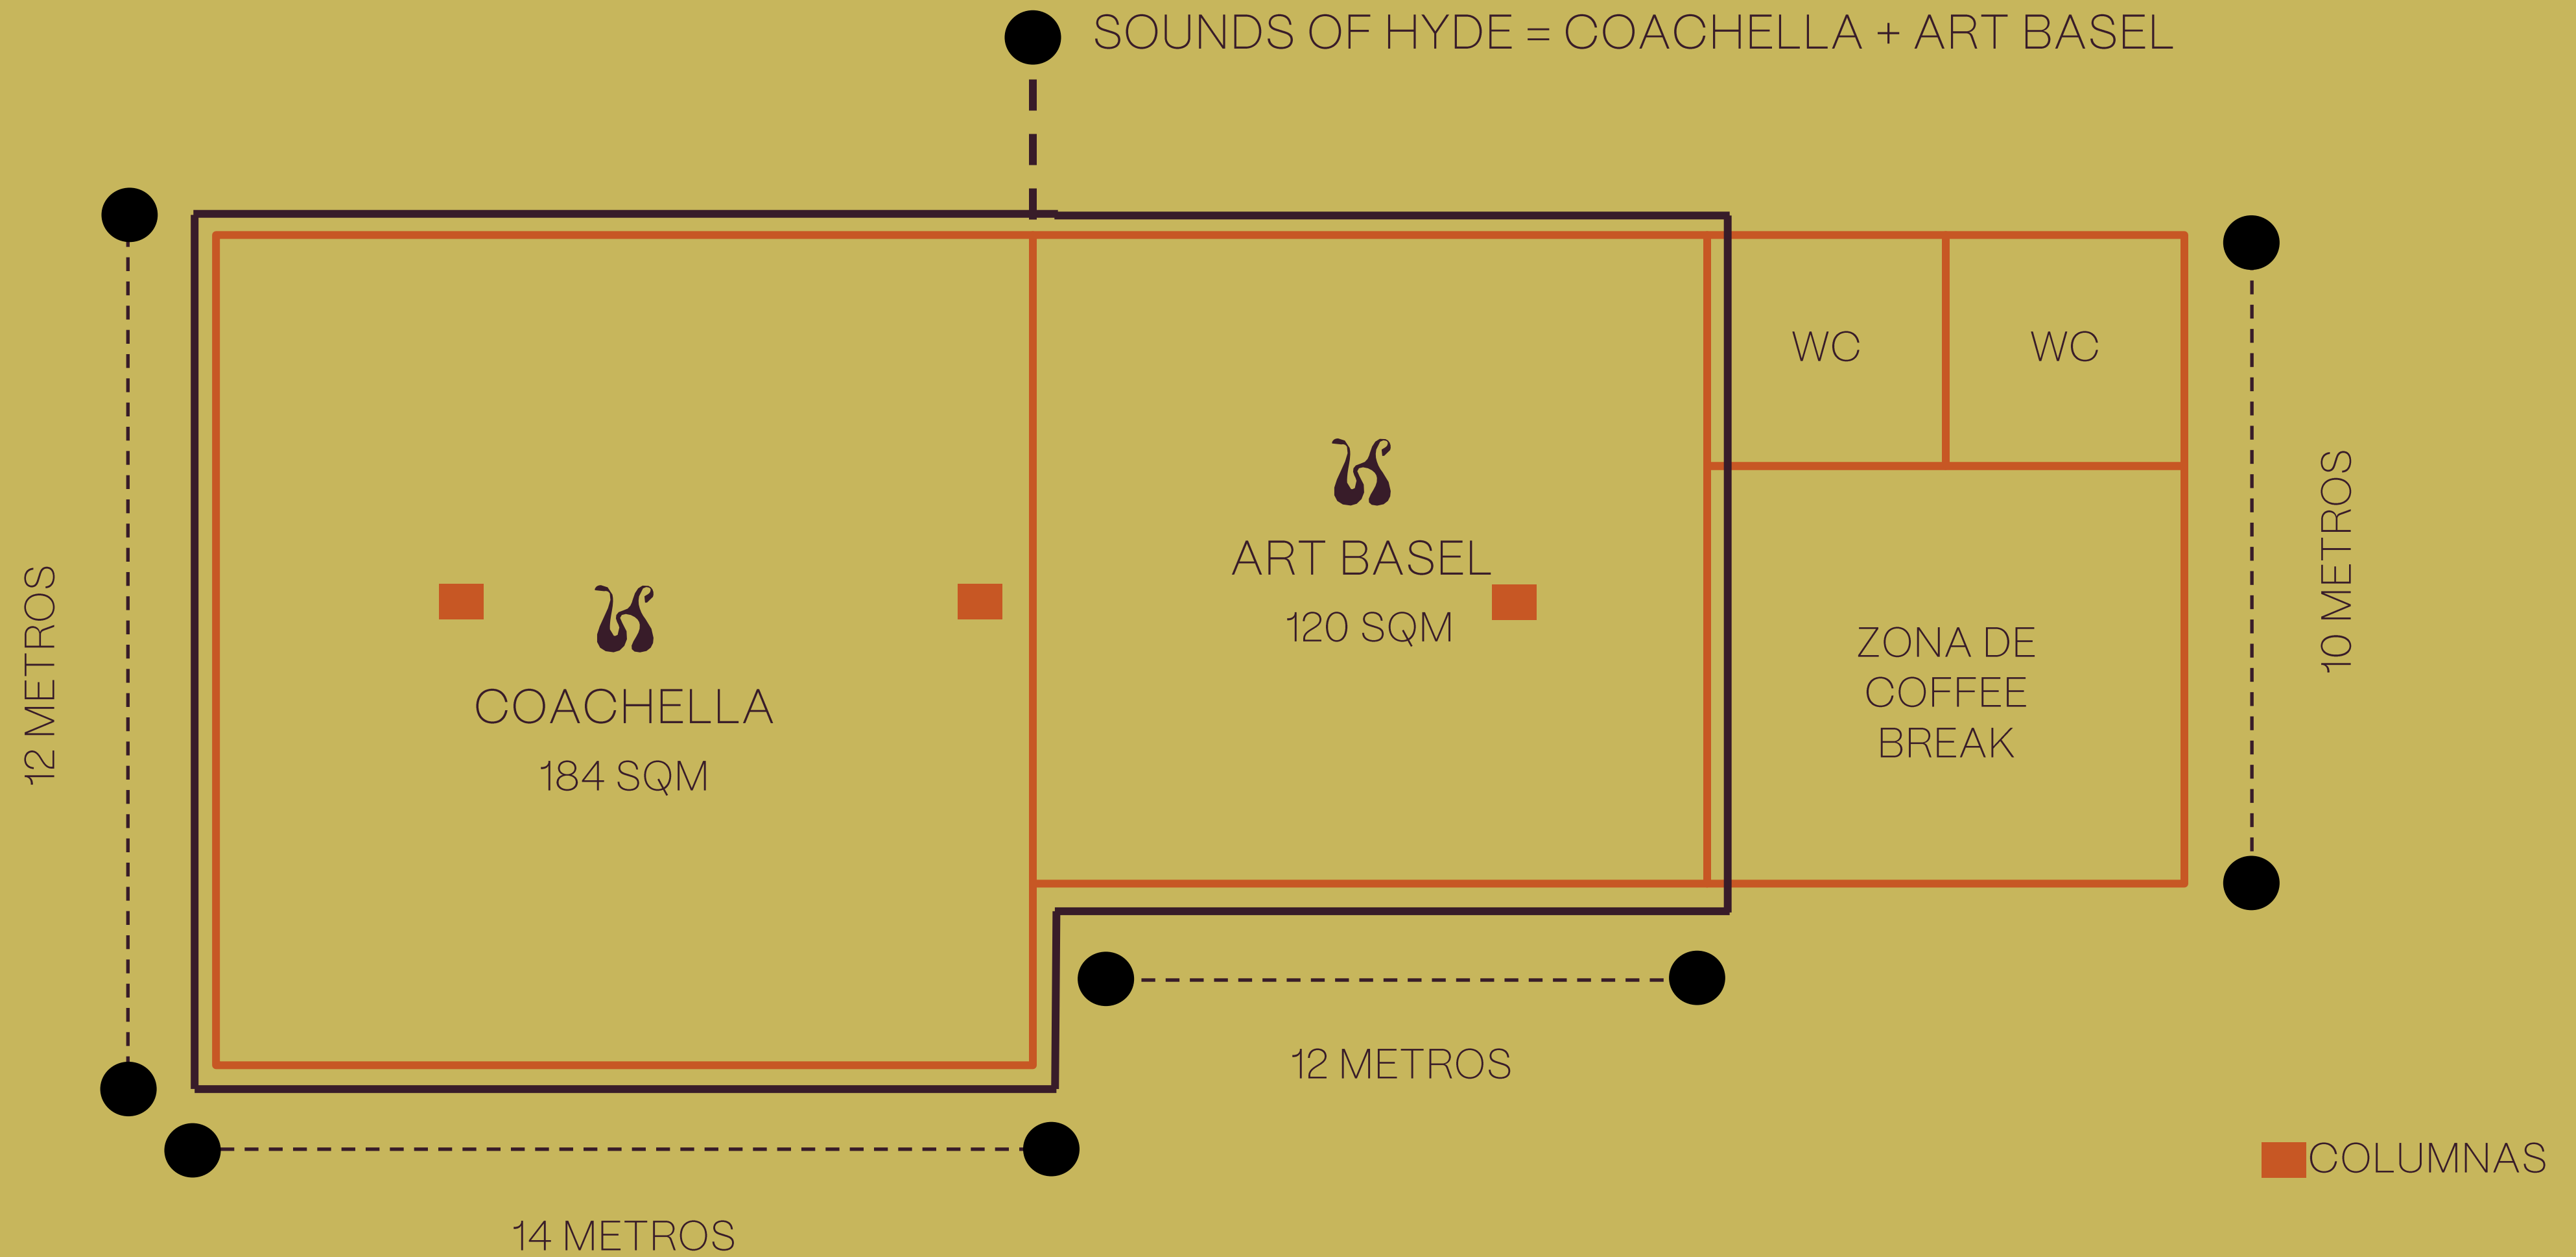 SOUNDS OF HYDE = COACHELLA + ART BASEL
WC
WC
ART BASEL
120 SQM
COACHELLA
184 SQM
ZONA DE
COFFEE
BREAK
12 METROS
10 METROS
12 METROS
14 METROS
COLUMNAS